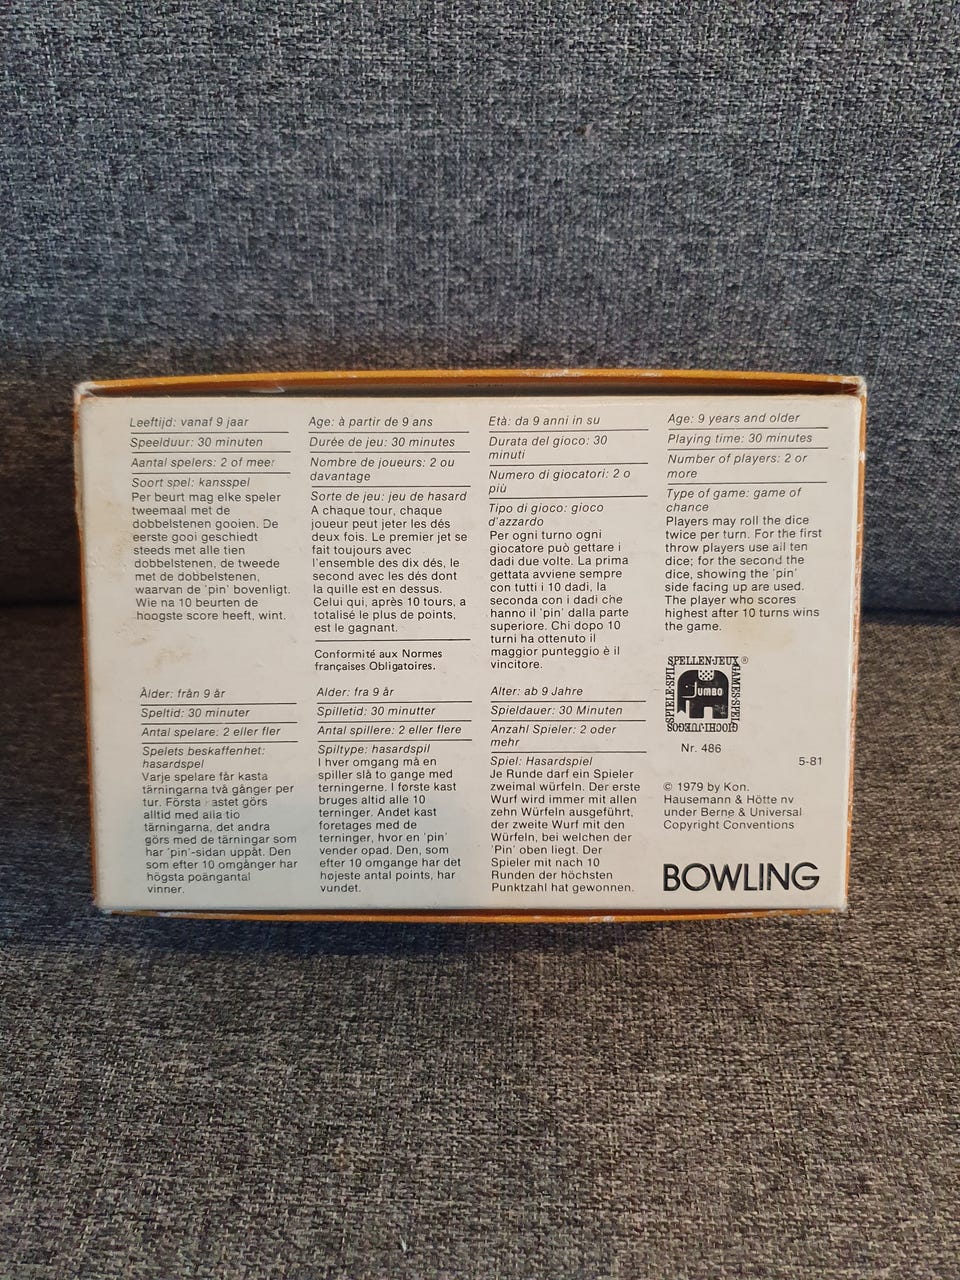 Leeftijd: vanaf 9 jaar
Speelduur: 30 minuten
Aantal spelers: 2 of meer
Soort spel: kansspel
Per beurt mag elke speler
tweemaal met de
dobbelstenen gooien. De
eerste gooi geschiedt
steeds met alle tien
dobbelstenen, de tweede
met de dobbelstenen,
waarvan de 'pin' bovenligt.
Wie na 10 beurten de
hoogste score heeft, wint.
Age: à partir de 9 ans
Durée de jeu: 30 minutes
Nombre de joueurs: 2 ou
davantage
Sorte de jeu: jeu de hasard
A chaque tour, chaque
joueur peut jeter les dés
deux fois. Le premier jet se
fait toujours avec
l'ensemble des dix dés, le
second avec les dés dont
la quille est en dessus.
Celui qui, après 10 tours, a
totalisé le plus de points,
est le gagnant.
Conformité aux Normes
françaises Obligatoires.
Età: da 9 anni in su
Durata del gioco: 30
minuti
Numero di giocatori: 2 o
più
Tipo di gioco: gioco
d'azzardo
Per ogni turno ogni
giocatore può gettare i
dadi due volte. La prima
gettata avviene sempre
con tutti i 10 dadi, la
seconda con i dadi che
hanno il 'pin' dalla parte
superiore. Chi dopo 10
turni ha ottenuto il
maggior punteggio è il
vincitore.
Age: 9 years and older
Playing time: 30 minutes
Number of players: 2 or
more
Type of game: game of
chance
Players may roll the dice
twice per turn. For the first
throw players use all ten
dice; for the second the
dice, showing the 'pin'
side facing up are used.
The player who scores
highest after 10 turns wins
the game.
Ålder: från 9 år
Speltid: 30 minuter
Antal spelare: 2 eller fler
Spelets beskaffenhet:
hasardspel
Varje spelare får kasta
tärningarna två gånger per
tur. Första kastet görs
alltid med alla tio
tärningarna, det andra
görs med de tärningar som
har 'pin'-sidan uppåt. Den
som efter 10 omgångar har
högsta poängantal
vinner.
Alder: fra 9 år
Spilletid: 30 minutter
Antal spillere: 2 eller flere
Spiltype: hasardspil
I hver omgang må en
spiller slå to gange med
terningerne. I første kast
bruges altid alle 10
terninger. Andet kast
foretages med de
terninger, hvor en 'pin'
vender opad. Den, som
efter 10 omgange har det
højeste antal points, har
vundet.
Alter: ab 9 Jahre
Spieldauer: 30 Minuten
Anzahl Spieler: 2 oder
mehr
Spiel: Hasardspiel
Je Runde darf ein Spieler
zweimal würfeln. Der erste
Wurf wird immer mit allen
zehn Würfeln ausgeführt,
der zweite Wurf mit den
Würfeln, bei welchen der
'Pin' oben liegt. Der
Spieler mit nach 10
Runden der höchsten
Punktzahl hat gewonnen.
SPELLEN·JEUX
GAMES·SPEL
GIOCHI·JUEGOS
SPIELE·SPIL
®
JUMBO
Nr. 486
5-81
© 1979 by Kon.
Hausemann & Hötte nv
under Berne & Universal
Copyright Conventions
BOWLING